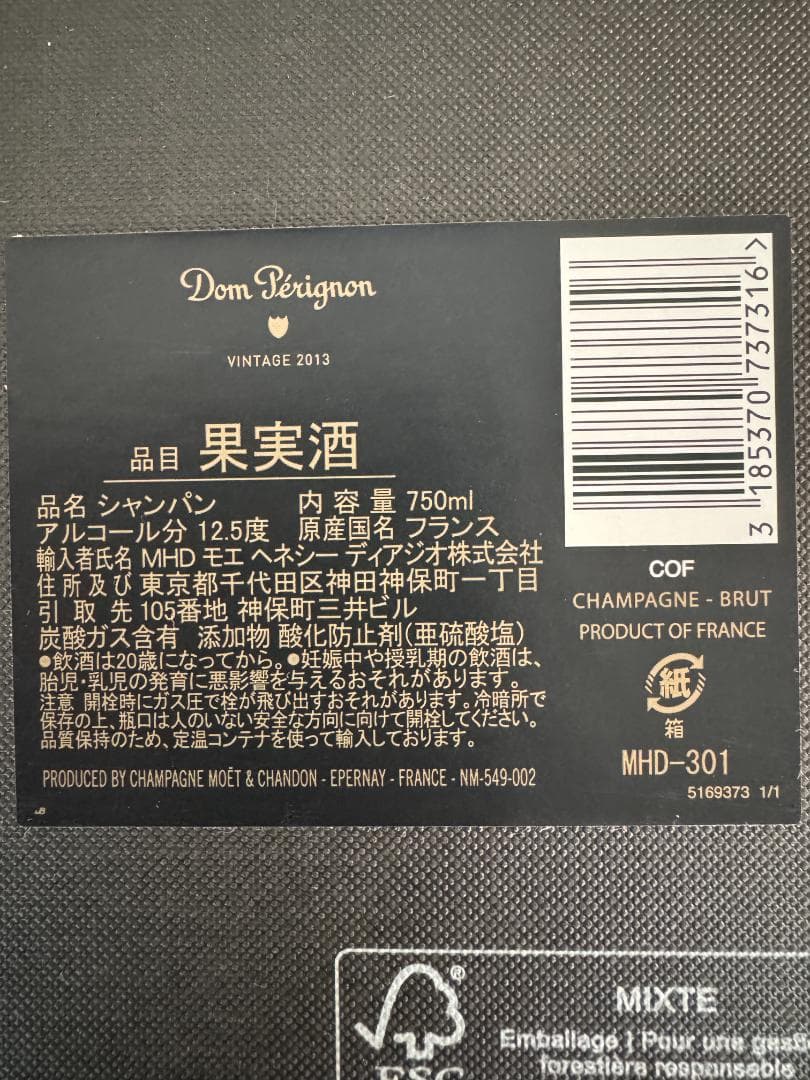 Dom Pérignon
VINTAGE 2013
品目 果実酒
品名 シャンパン 内容量 750ml
アルコール分 12.5度 原産国名 フランス
輸入者氏名 MHD モエ ヘネシー ディアジオ株式会社
住所及び 東京都千代田区神田神保町一丁目
引取先 105番地 神保町三井ビル
炭酸ガス含有 添加物 酸化防止剤(亜硫酸塩)
●飲酒は20歳になってから。●妊娠中や授乳期の飲酒は、
胎児・乳児の発育に悪影響を与えるおそれがあります。
注意 開栓時にガス圧で栓が飛び出すおそれがあります。冷暗所で
保存の上、瓶口は人のいない安全な方向に向けて開栓してください。
品質保持のため、定温コンテナを使って輸入しております。
PRODUCED BY CHAMPAGNE MOËT & CHANDON - EPERNAY - FRANCE - NM-549-002
3 185370 737316 >
COF
CHAMPAGNE - BRUT
PRODUCT OF FRANCE
紙
箱
MHD-301
5169373 1/1
FSC
MIXTE
Emballage | Pour une
forestière responsable